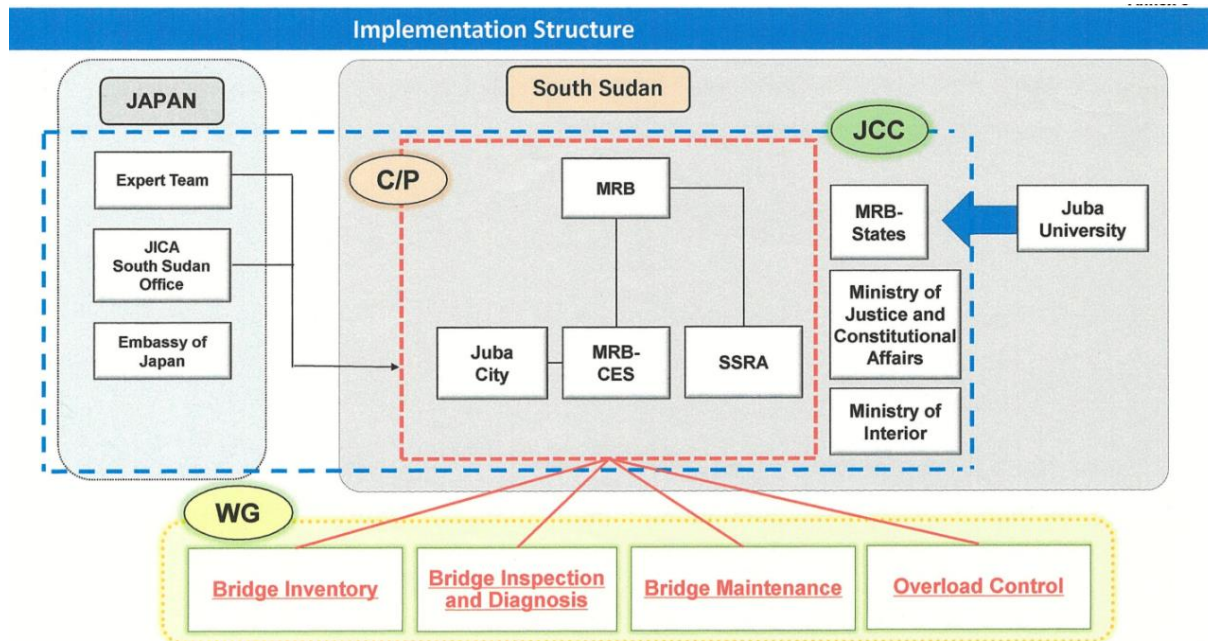 Implementation Structure
JAPAN
South Sudan
JCC
C/P
Expert Team
JICA
South Sudan
Office
Embassy of
Japan
MRB
Juba
City
MRB-
CES
SSRA
MRB-
States
Ministry of
Justice and
Constitutional
Affairs
Ministry of
Interior
Juba
University
WG
Bridge Inventory
Bridge Inspection
and Diagnosis
Bridge Maintenance
Overload Control